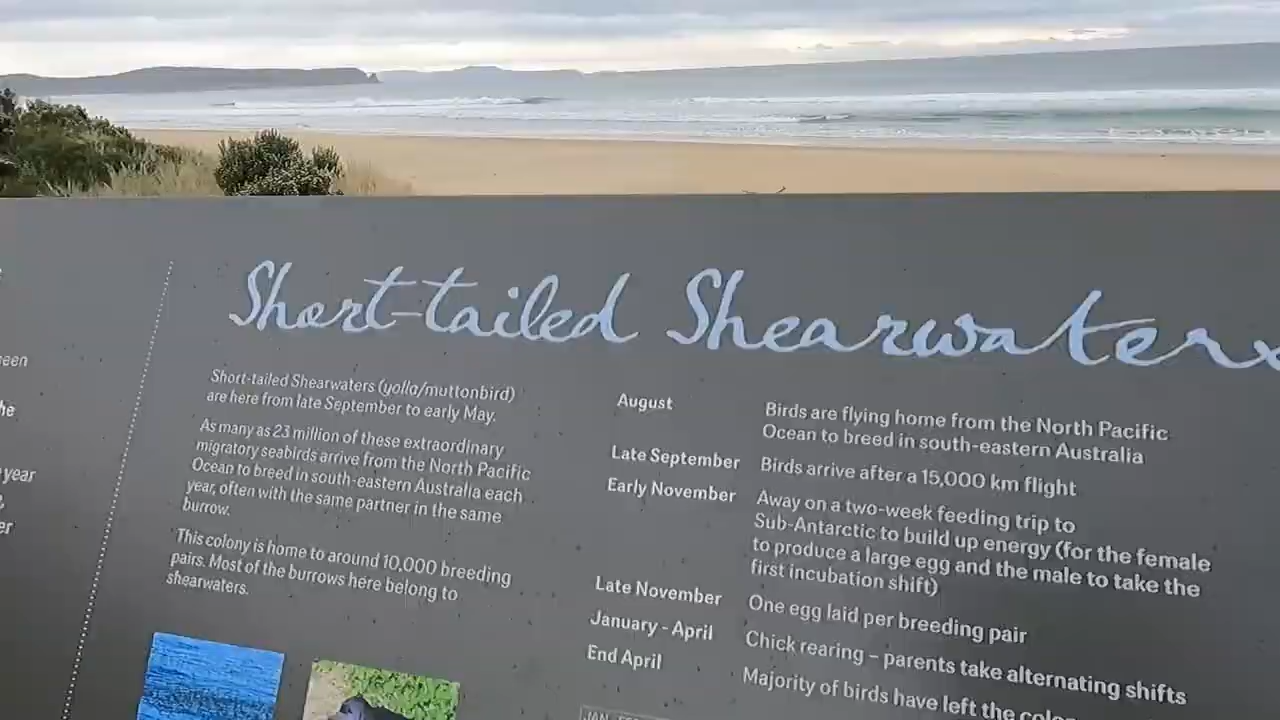 een
he
year
er
Short-tailed Shearwaters
Short-tailed Shearwaters (yolla/muttonbird)
are here from late September to early May.
As many as 23 million of these extraordinary
migratory seabirds arrive from the North Pacific
Ocean to breed in south-eastern Australia each
year, often with the same partner in the same
burrow.
This colony is home to around 10,000 breeding
pairs. Most of the burrows here belong to
shearwaters.
August Birds are flying home from the North Pacific
Ocean to breed in south-eastern Australia
Late September Birds arrive after a 15,000 km flight
Early November Away on a two-week feeding trip to
Sub-Antarctic to build up energy (for the female
to produce a large egg and the male to take the
first incubation shift)
Late November One egg laid per breeding pair
January - April Chick rearing – parents take alternating shifts
End April Majority of birds have left the
JAN